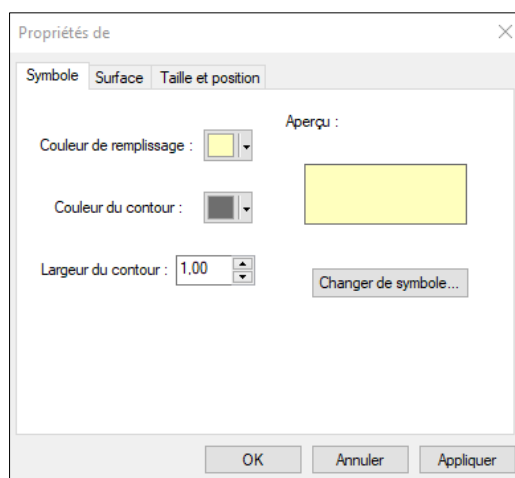 Propriétés de
Symbole Surface Taille et position
Aperçu :
Couleur de remplissage :
Couleur du contour :
Largeur du contour : 1,00
Changer de symbole...
OK Annuler Appliquer